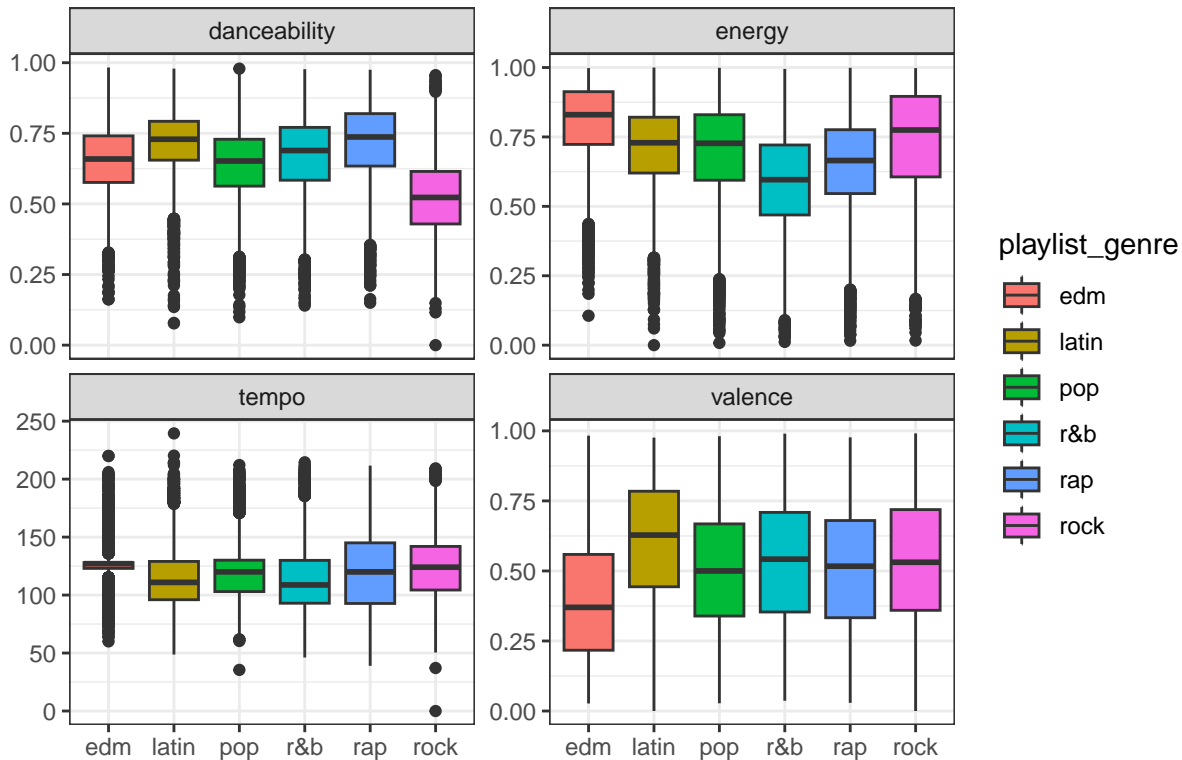 danceability
energy
1.00
0.75
0.50
0.25
0.00
1.00
0.75
0.50
0.25
0.00
tempo
valence
250
200
150
100
50
0
1.00
0.75
0.50
0.25
0.00
edm latin pop r&b rap rock
edm latin pop r&b rap rock
playlist_genre
edm
latin
pop
r&b
rap
rock